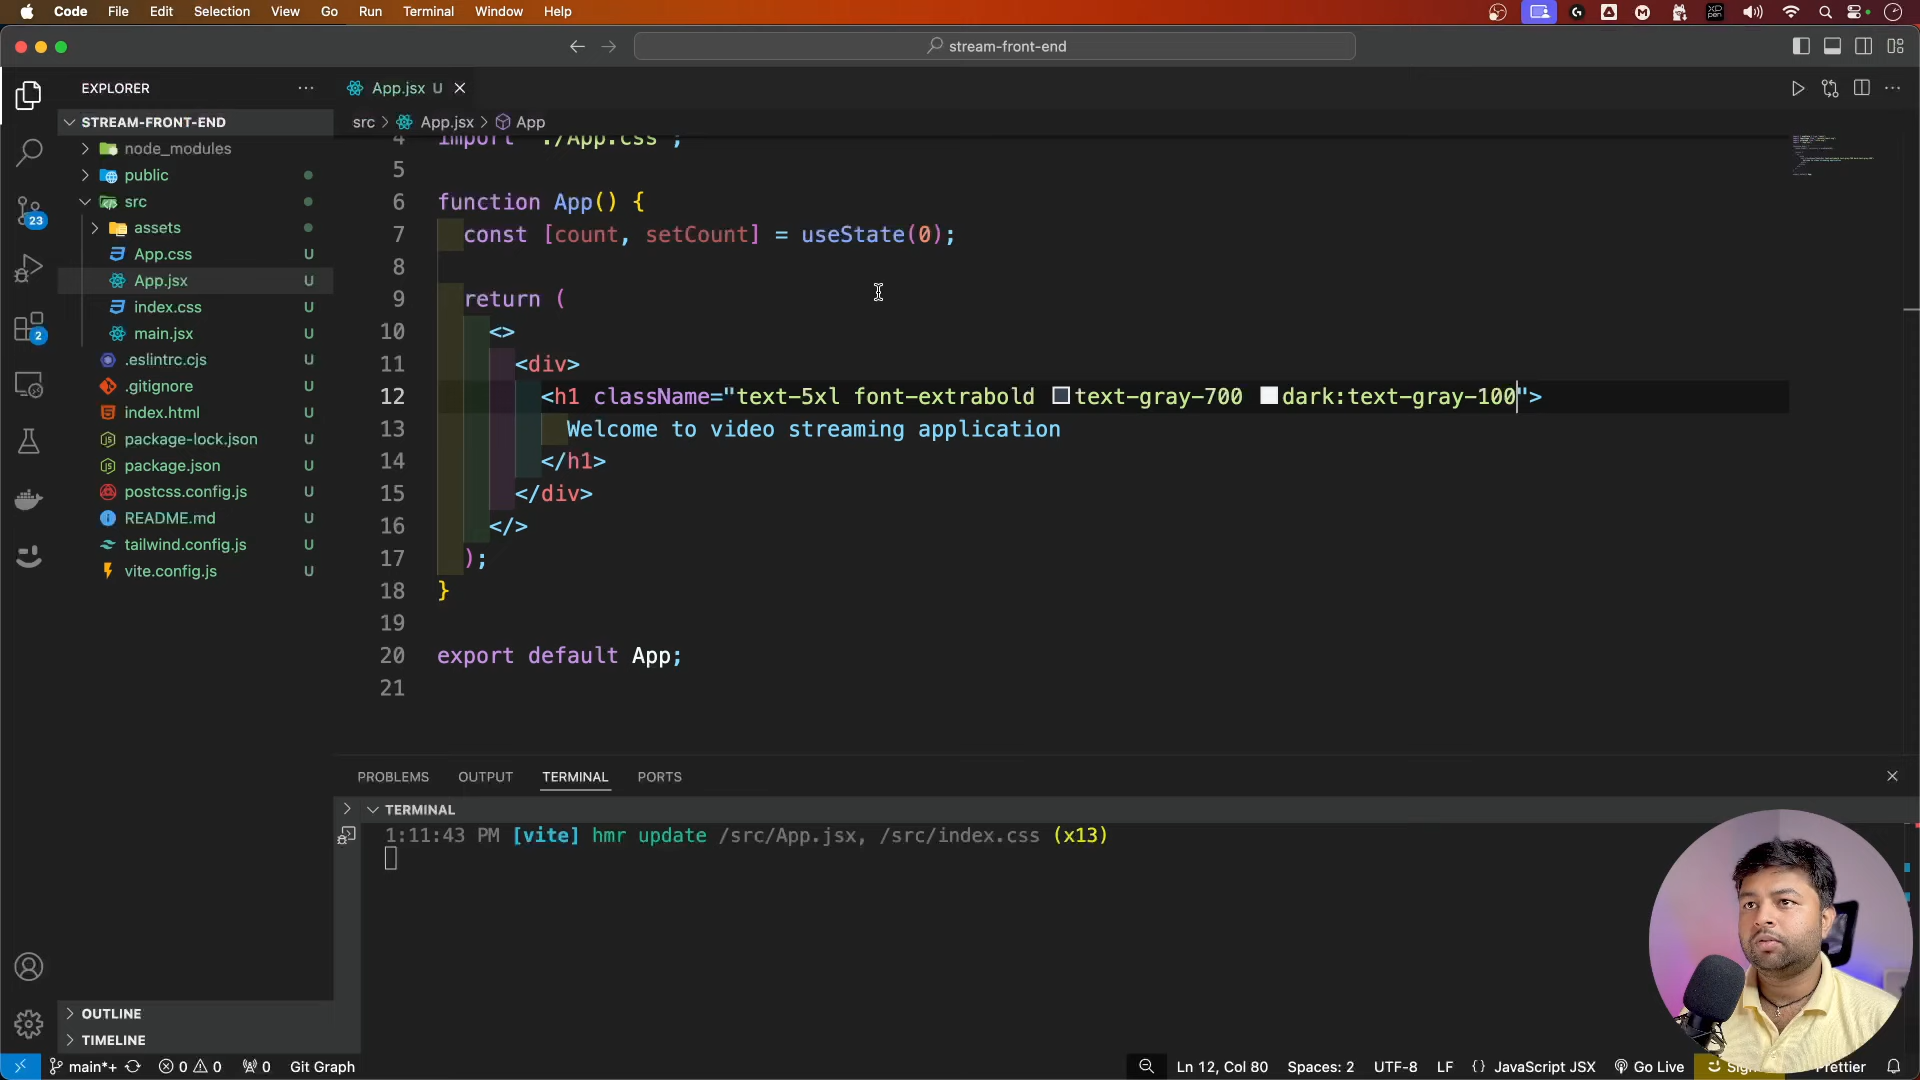 Code File Edit Selection View Go Run Terminal Window Help
stream-front-end
EXPLORER
App.jsx U
STREAM-FRONT-END
src > App.jsx > App
node_modules
public
src
assets
App.css U
App.jsx U
index.css U
main.jsx U
.eslintrc.cjs U
.gitignore U
index.html U
package-lock.json U
package.json U
postcss.config.js U
README.md U
tailwind.config.js U
vite.config.js U
OUTLINE
TIMELINE
23
2
4 import "./App.css";
5
6 function App() {
7 const [count, setCount] = useState(0);
8
9 return (
10 <>
11 <div>
12 <h1 className="text-5xl font-extrabold text-gray-700 dark:text-gray-100">
13 Welcome to video streaming application
14 </h1>
15 </div>
16 </>
17 );
18 }
19
20 export default App;
21
PROBLEMS OUTPUT TERMINAL PORTS
TERMINAL
1:11:43 PM [vite] hmr update /src/App.jsx, /src/index.css (x13)
main*+ 0 0 0 Git Graph
Ln 12, Col 80 Spaces: 2 UTF-8 LF {} JavaScript JSX Go Live